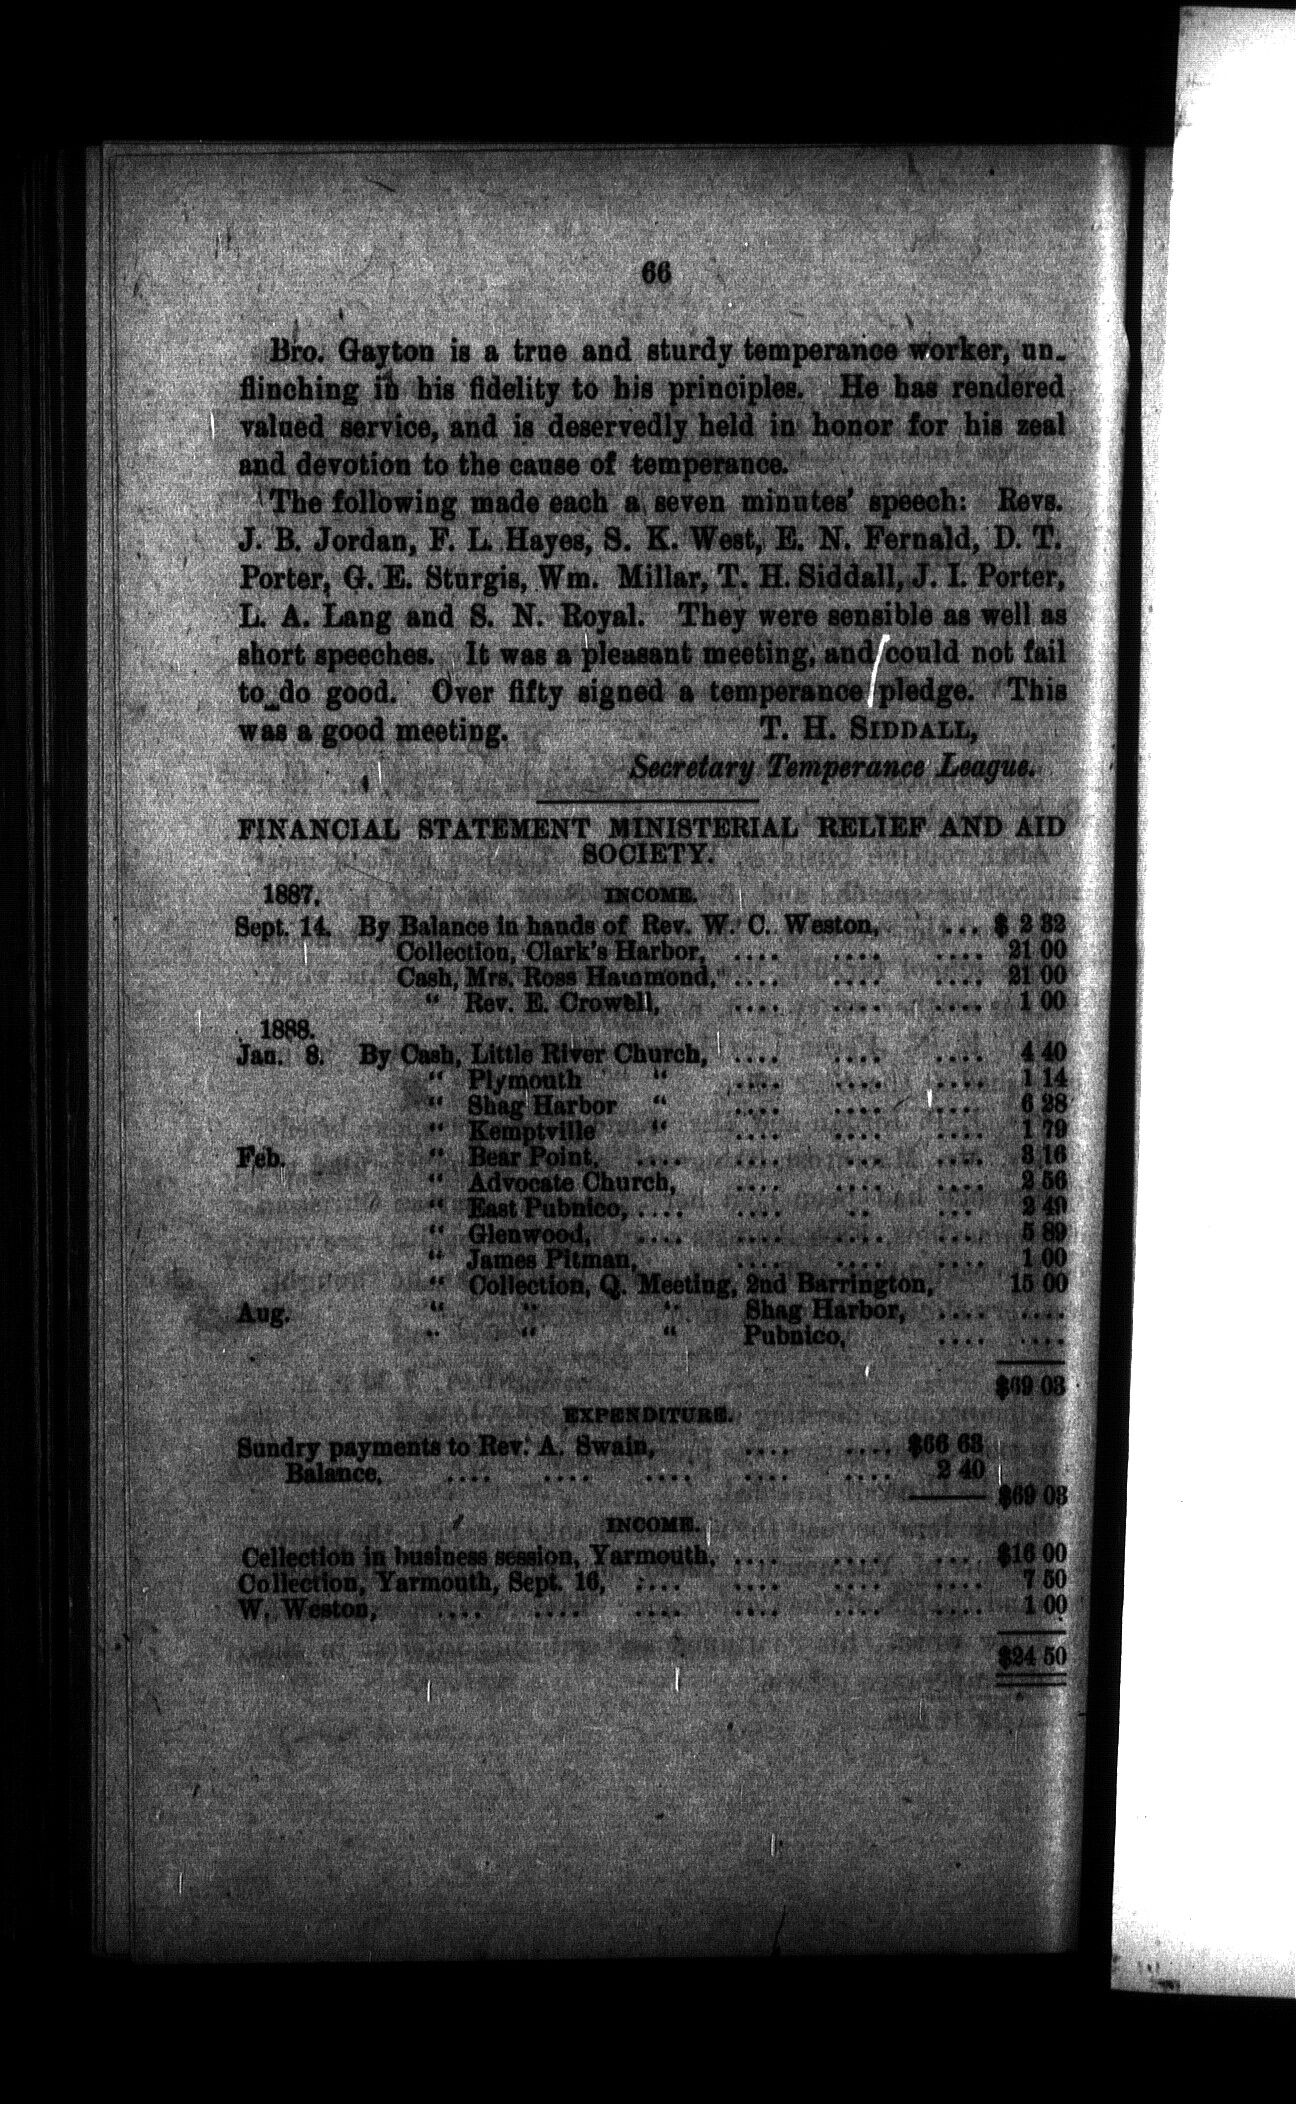 66
Bro. Gayton is a true and sturdy temperance worker, un-
flinching in his fidelity to his principles. He has rendered
valued service, and is deservedly held in honor for his zeal
and devotion to the cause of temperance.
The following made each a seven minutes' speech: Revs.
J. B. Jordan, F. L. Hayes, S. K. West, E. N. Fernald, D. T.
Porter, G. E. Sturgis, Wm. Millar, T. H. Siddall, J. I. Porter,
L. A. Lang and S. N. Royal. They were sensible as well as
short speeches. It was a pleasant meeting, and could not fail
to do good. Over fifty signed a temperance pledge. This
was a good meeting. T. H. SIDDALL,
Secretary Temperance League.
FINANCIAL STATEMENT MINISTERIAL RELIEF AND AID
SOCIETY.
1887. INCOME.
Sept. 14. By Balance in hands of Rev. W. C. Weston, ... $ 2 32
Collection, Clark's Harbor, .... .... .... 21 00
Cash, Mrs. Ross Hammond, .... .... .... 21 00
" Rev. E. Crowell, .... .... .... 1 00
1888.
Jan. 8. By Cash, Little River Church, .... .... .... 4 40
" Plymouth " .... .... .... 1 14
" Shag Harbor " .... .... .... 6 28
" Kemptville " .... .... .... 1 79
Feb. " Bear Point, .... .... ... .... 3 16
" Advocate Church, .... .... .... 2 56
" East Pubnico, .... .... .. ... 2 49
" Glenwood, .... .... .... .... 5 89
" James Pitman, .... .... .... 1 00
" Collection, Q. Meeting, 2nd Barrington, 15 00
Aug. " " " Shag Harbor, .... ....
" " " Pubnico, .... ....
$69 03
EXPENDITURE.
Sundry payments to Rev. A. Swain, .... .... $66 63
Balance, .... .... .... .... .... 2 40
$69 03
INCOME.
Cellection in business session, Yarmouth, .... .... .... $16 00
Collection, Yarmouth, Sept. 16, .... .... .... .... 7 50
W. Weston, .... .... .... .... .... .... 1 00
$24 50